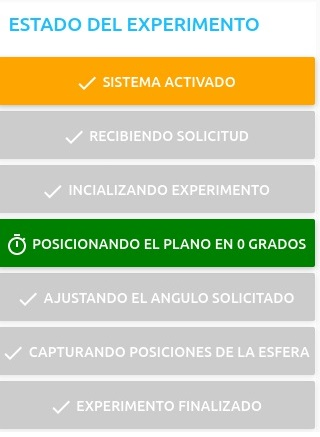 ESTADO DEL EXPERIMENTO
SISTEMA ACTIVADO
RECIBIENDO SOLICITUD
INCIALIZANDO EXPERIMENTO
POSICIONANDO EL PLANO EN 0 GRADOS
AJUSTANDO EL ANGULO SOLICITADO
CAPTURANDO POSICIONES DE LA ESFERA
EXPERIMENTO FINALIZADO